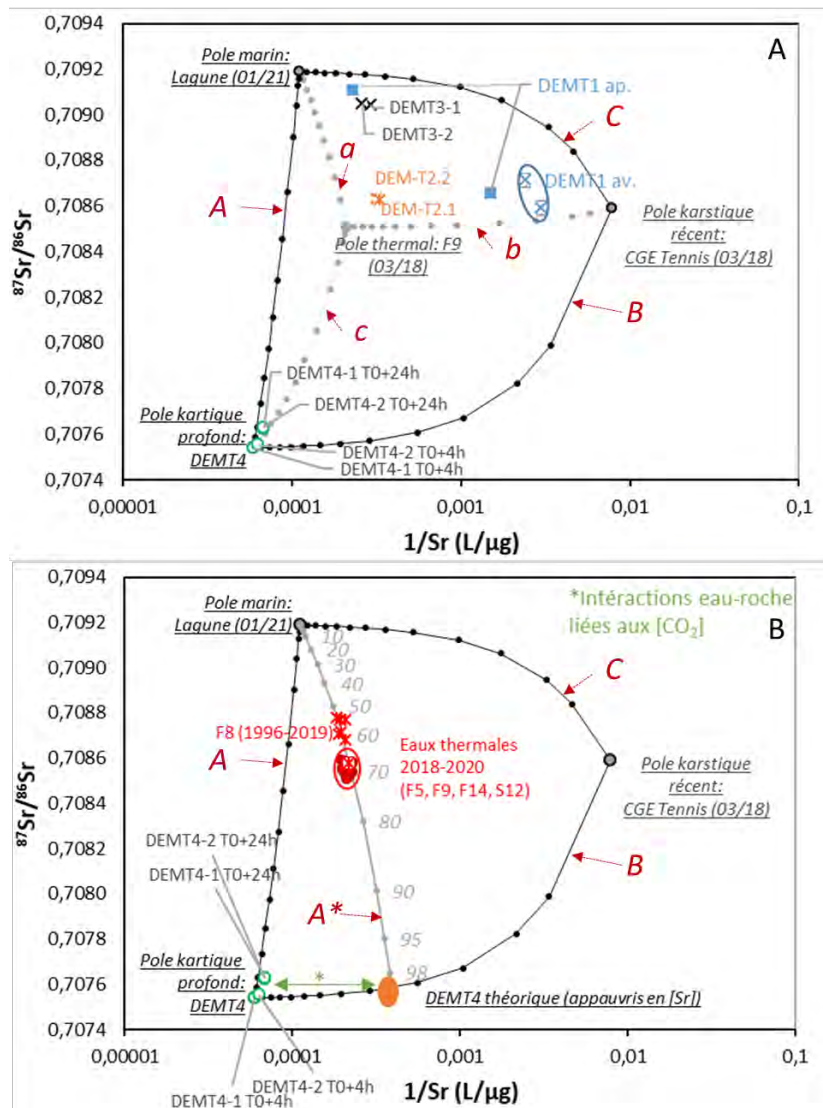 A
0,7094
0,7092
0,7090
0,7088
0,7086
0,7084
0,7082
0,7080
0,7078
0,7076
0,7074
⁸⁷Sr/⁸⁶Sr
Pole marin:
Lagune (01/21)
DEMT1 ap.
DEMT3-1
DEMT3-2
C
a
DEM-T2.2
DEM-T2.1
DEMT1 av.
A
Pole thermal: F9
(03/18)
b
Pole karstique
récent:
CGE Tennis (03/18)
B
c
DEMT4-1 T0+24h
DEMT4-2 T0+24h
Pole kartique
profond:
DEMT4
DEMT4-2 T0+4h
DEMT4-1 T0+4h
0,00001
0,0001
0,001
0,01
0,1
1/Sr (L/µg)
B
0,7094
0,7092
0,7090
0,7088
0,7086
0,7084
0,7082
0,7080
0,7078
0,7076
0,7074
⁸⁷Sr/⁸⁶Sr
*Intéractions eau-roche
liées aux [CO₂]
Pole marin:
Lagune (01/21)
10
20
30
40
50
60
70
80
90
95
98
C
F8 (1996-2019)
A
Eaux thermales
2018-2020
(F5, F9, F14, S12)
Pole karstique
récent:
CGE Tennis (03/18)
B
DEMT4-2 T0+24h
DEMT4-1 T0+24h
A*
Pole kartique
profond:
DEMT4
*
DEMT4 théorique (appauvris en [Sr])
DEMT4-2 T0+4h
DEMT4-1 T0+4h
0,00001
0,0001
0,001
0,01
0,1
1/Sr (L/µg)